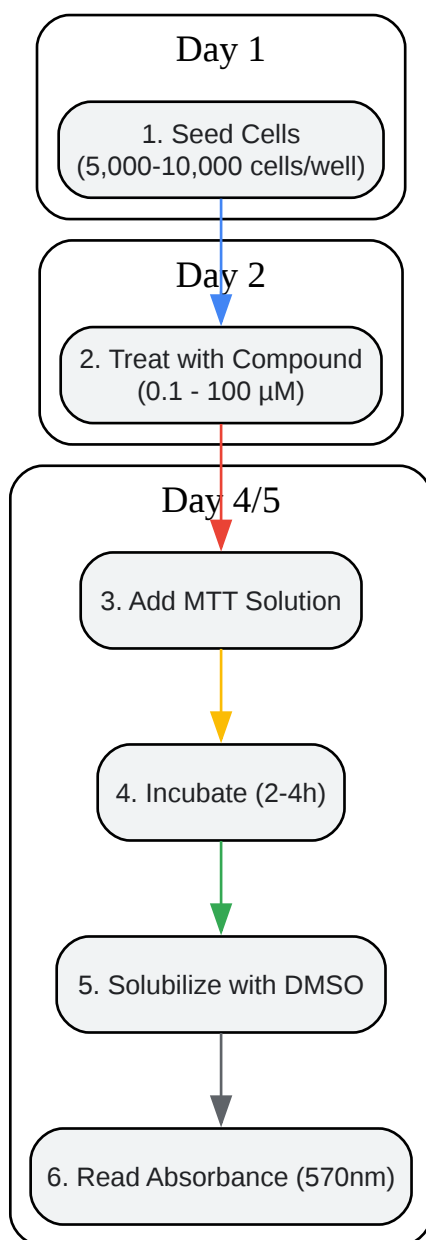 Day 1
1. Seed Cells
(5,000-10,000 cells/well)
Day 2
2. Treat with Compound
(0.1 - 100 µM)
Day 4/5
3. Add MTT Solution
4. Incubate (2-4h)
5. Solubilize with DMSO
6. Read Absorbance (570nm)